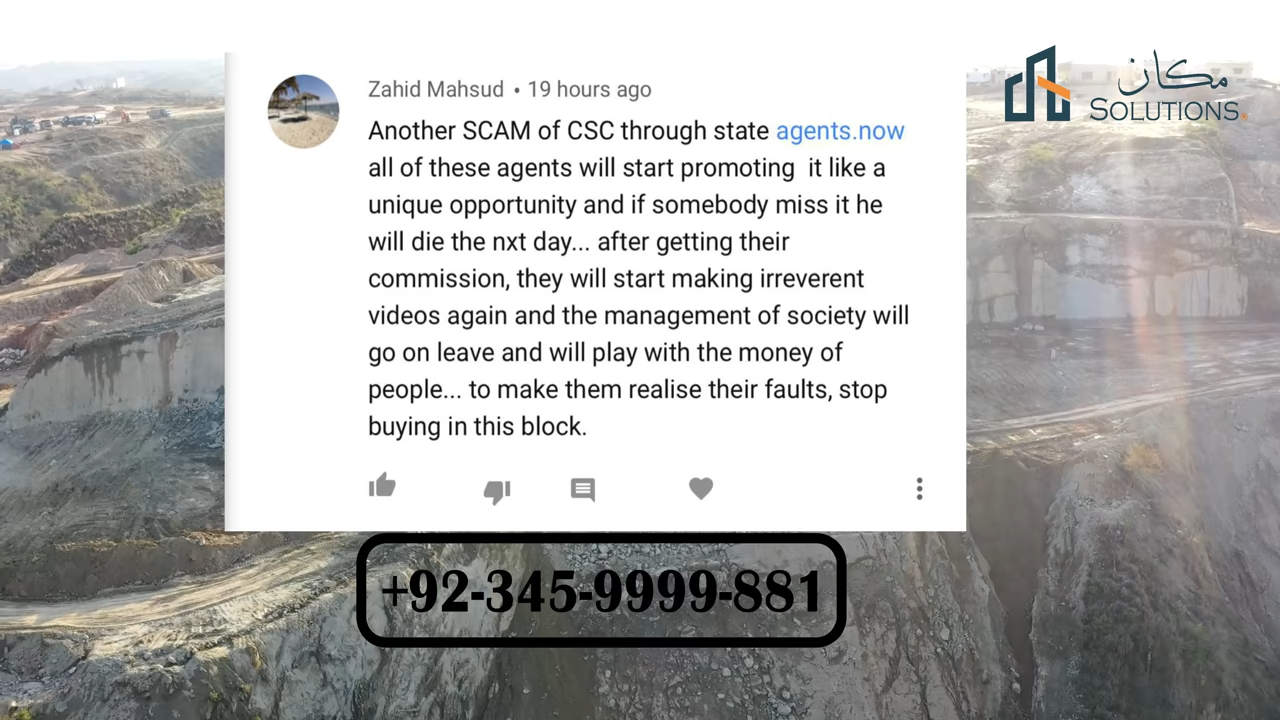 Zahid Mahsud • 19 hours ago
Another SCAM of CSC through state agents.now
all of these agents will start promoting  it like a
unique opportunity and if somebody miss it he
will die the nxt day... after getting their
commission, they will start making irreverent
videos again and the management of society will
go on leave and will play with the money of
people... to make them realise their faults, stop
buying in this block.
مکان
SOLUTIONS.
+92-345-9999-881